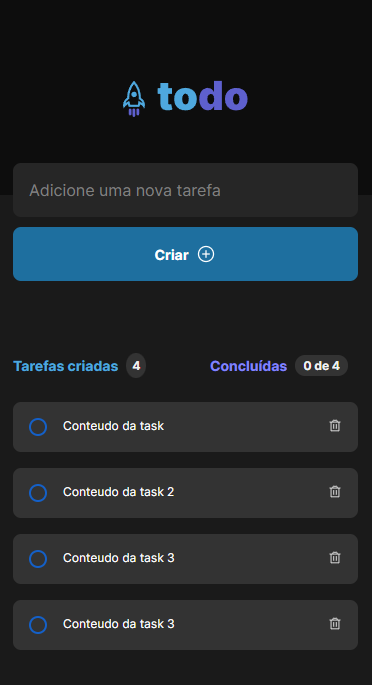 todo
Adicione uma nova tarefa
Criar
Tarefas criadas 4 Concluídas 0 de 4
Conteudo da task
Conteudo da task 2
Conteudo da task 3
Conteudo da task 3